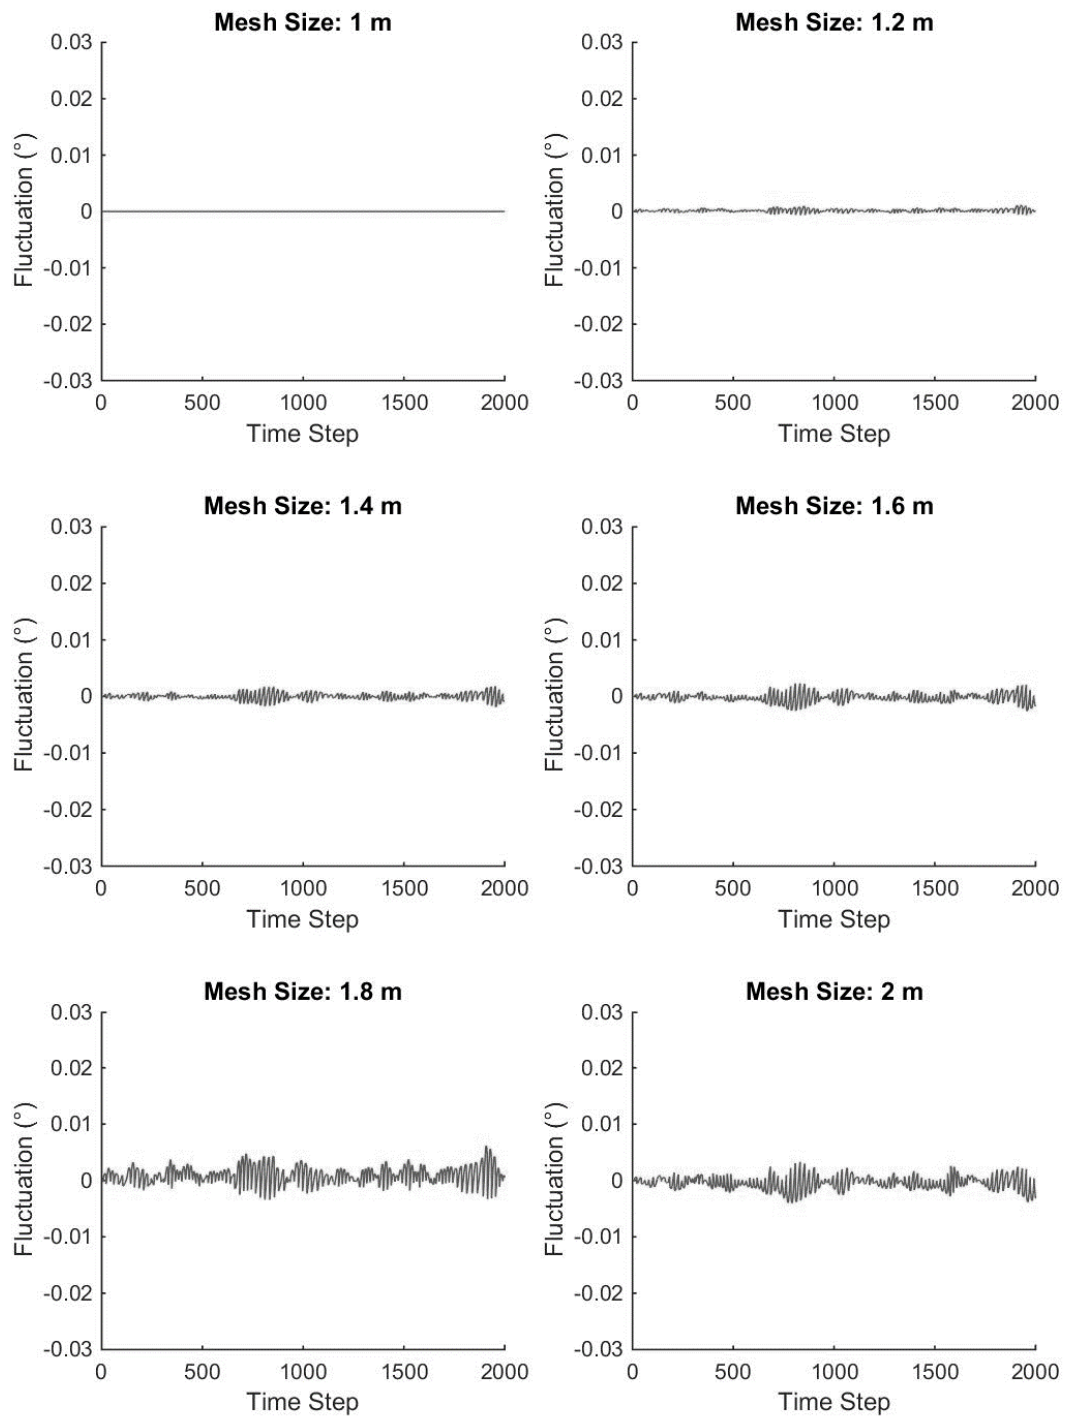 Mesh Size: 1 m
0.03
0.02
0.01
0
-0.01
-0.02
-0.03
Fluctuation (°)
0 500 1000 1500 2000
Time Step
Mesh Size: 1.2 m
0.03
0.02
0.01
0
-0.01
-0.02
-0.03
Fluctuation (°)
0 500 1000 1500 2000
Time Step
Mesh Size: 1.4 m
0.03
0.02
0.01
0
-0.01
-0.02
-0.03
Fluctuation (°)
0 500 1000 1500 2000
Time Step
Mesh Size: 1.6 m
0.03
0.02
0.01
0
-0.01
-0.02
-0.03
Fluctuation (°)
0 500 1000 1500 2000
Time Step
Mesh Size: 1.8 m
0.03
0.02
0.01
0
-0.01
-0.02
-0.03
Fluctuation (°)
0 500 1000 1500 2000
Time Step
Mesh Size: 2 m
0.03
0.02
0.01
0
-0.01
-0.02
-0.03
Fluctuation (°)
0 500 1000 1500 2000
Time Step